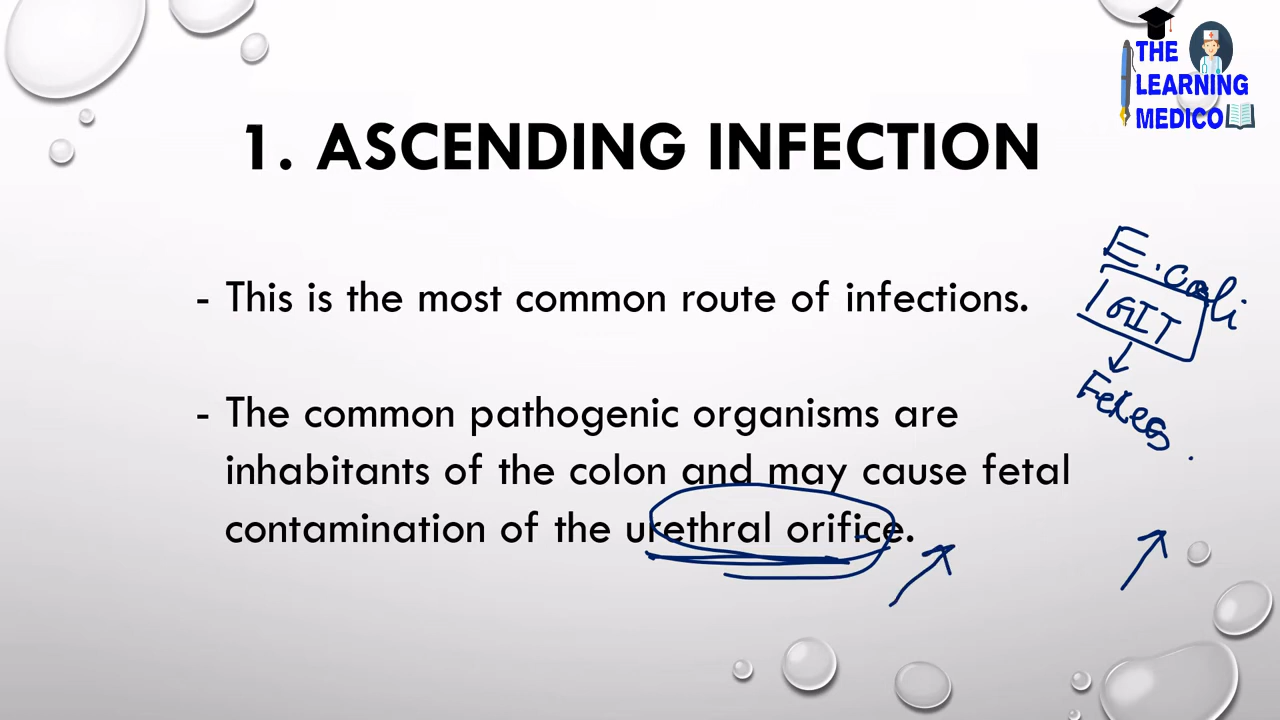 THE
LEARNING
MEDICO
1. ASCENDING INFECTION
- This is the most common route of infections.
- The common pathogenic organisms are
inhabitants of the colon and may cause fetal
contamination of the urethral orifice.
E.coli
GIT